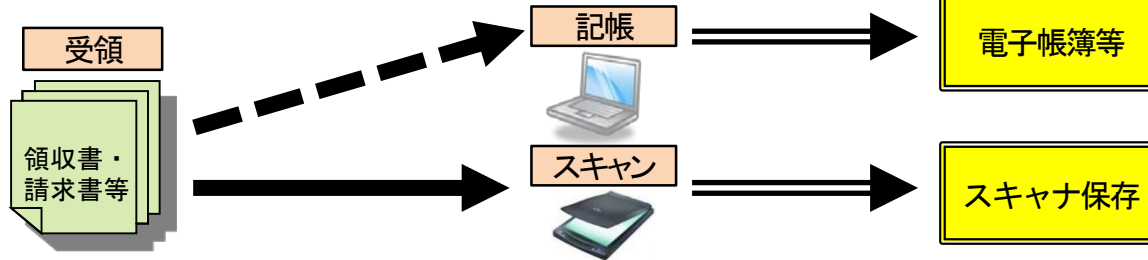 受領
領収書・
請求書等
記帳
電子帳簿等
スキャン
スキャナ保存